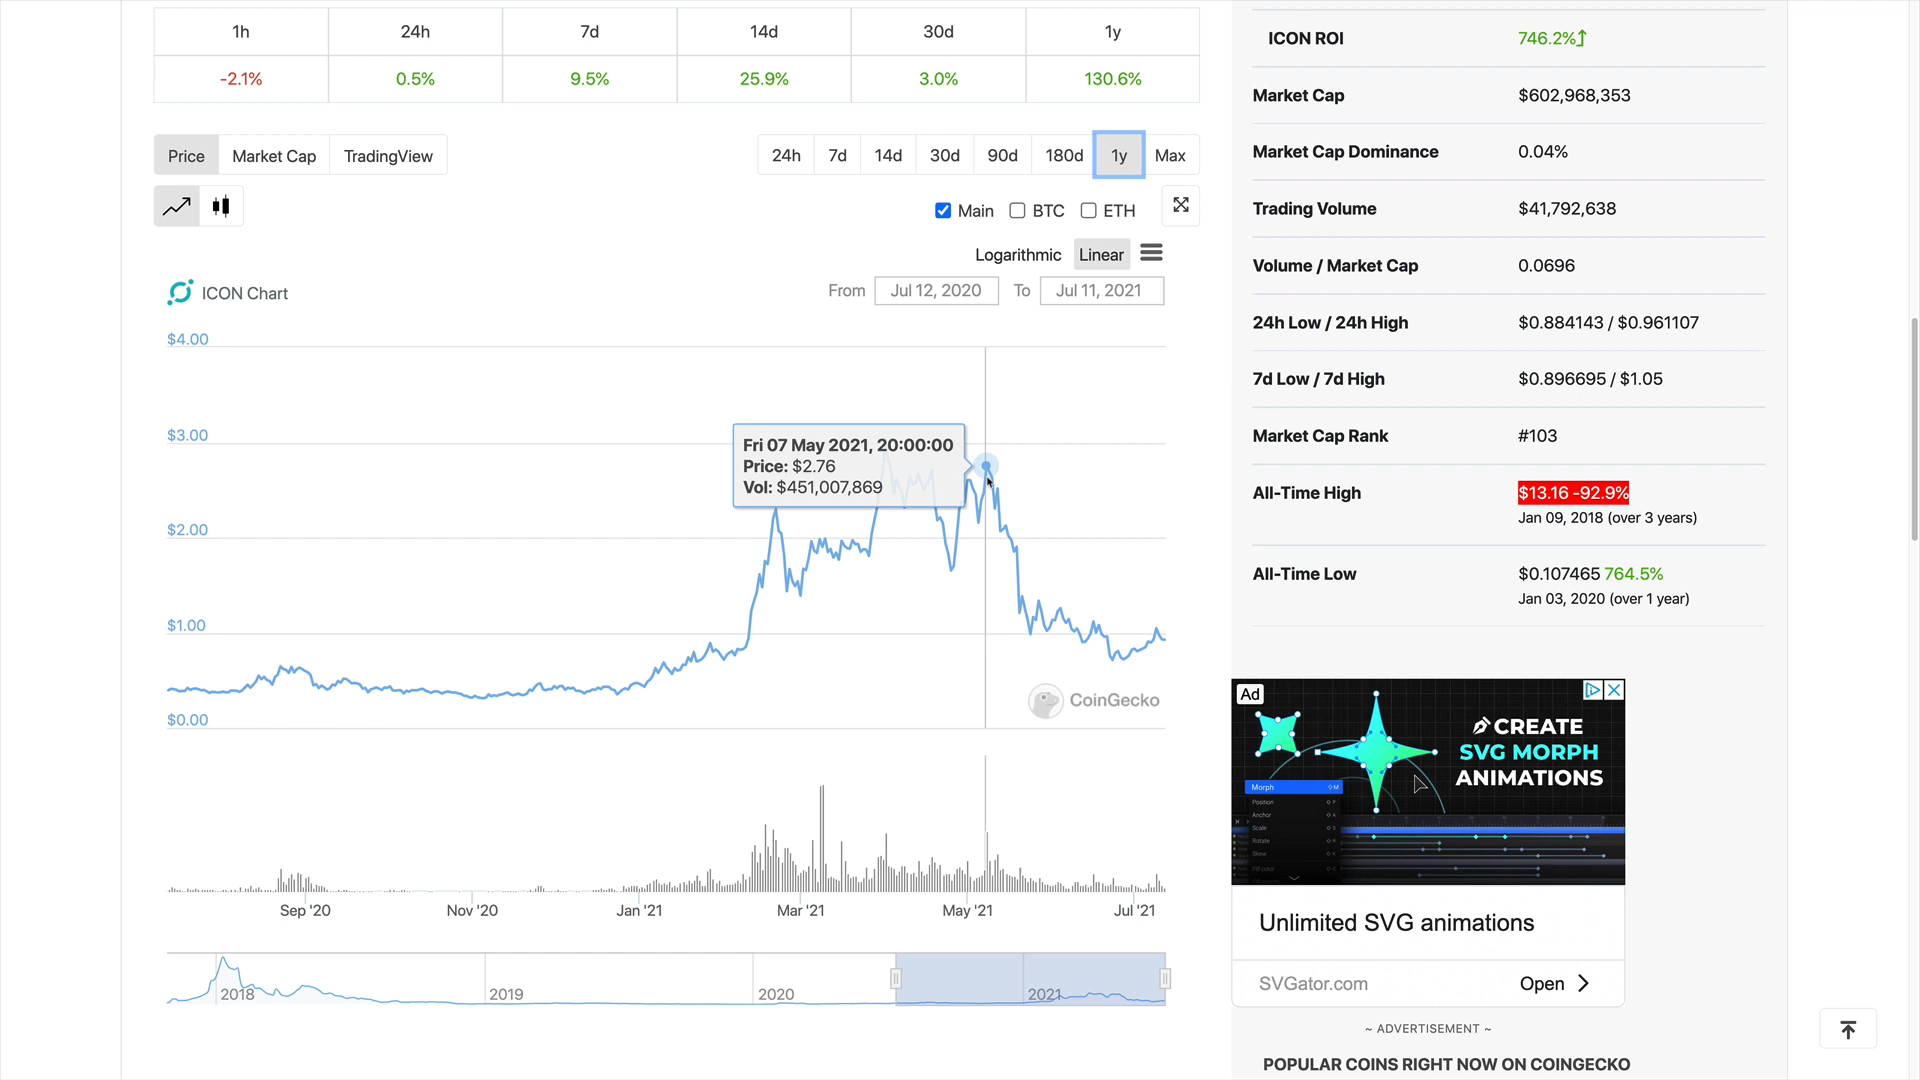 1h 24h 7d 14d 30d 1y
-2.1% 0.5% 9.5% 25.9% 3.0% 130.6%
Price Market Cap TradingView
24h 7d 14d 30d 90d 180d 1y Max
Main BTC ETH
Logarithmic Linear
ICON Chart
From Jul 12, 2020 To Jul 11, 2021
$4.00
$3.00
$2.00
$1.00
$0.00
Fri 07 May 2021, 20:00:00
Price: $2.76
Vol: $451,007,869
CoinGecko
Sep '20 Nov '20 Jan '21 Mar '21 May '21 Jul '21
2018 2019 2020 2021
ICON ROI 746.2%
Market Cap $602,968,353
Market Cap Dominance 0.04%
Trading Volume $41,792,638
Volume / Market Cap 0.0696
24h Low / 24h High $0.884143 / $0.961107
7d Low / 7d High $0.896695 / $1.05
Market Cap Rank #103
All-Time High $13.16 -92.9%
Jan 09, 2018 (over 3 years)
All-Time Low $0.107465 764.5%
Jan 03, 2020 (over 1 year)
Ad
CREATE
SVG MORPH
ANIMATIONS
Morph
Position
Anchor
Scale
Rotate
Skew
Fill color
Unlimited SVG animations
SVGator.com Open
~ ADVERTISEMENT ~
POPULAR COINS RIGHT NOW ON COINGECKO